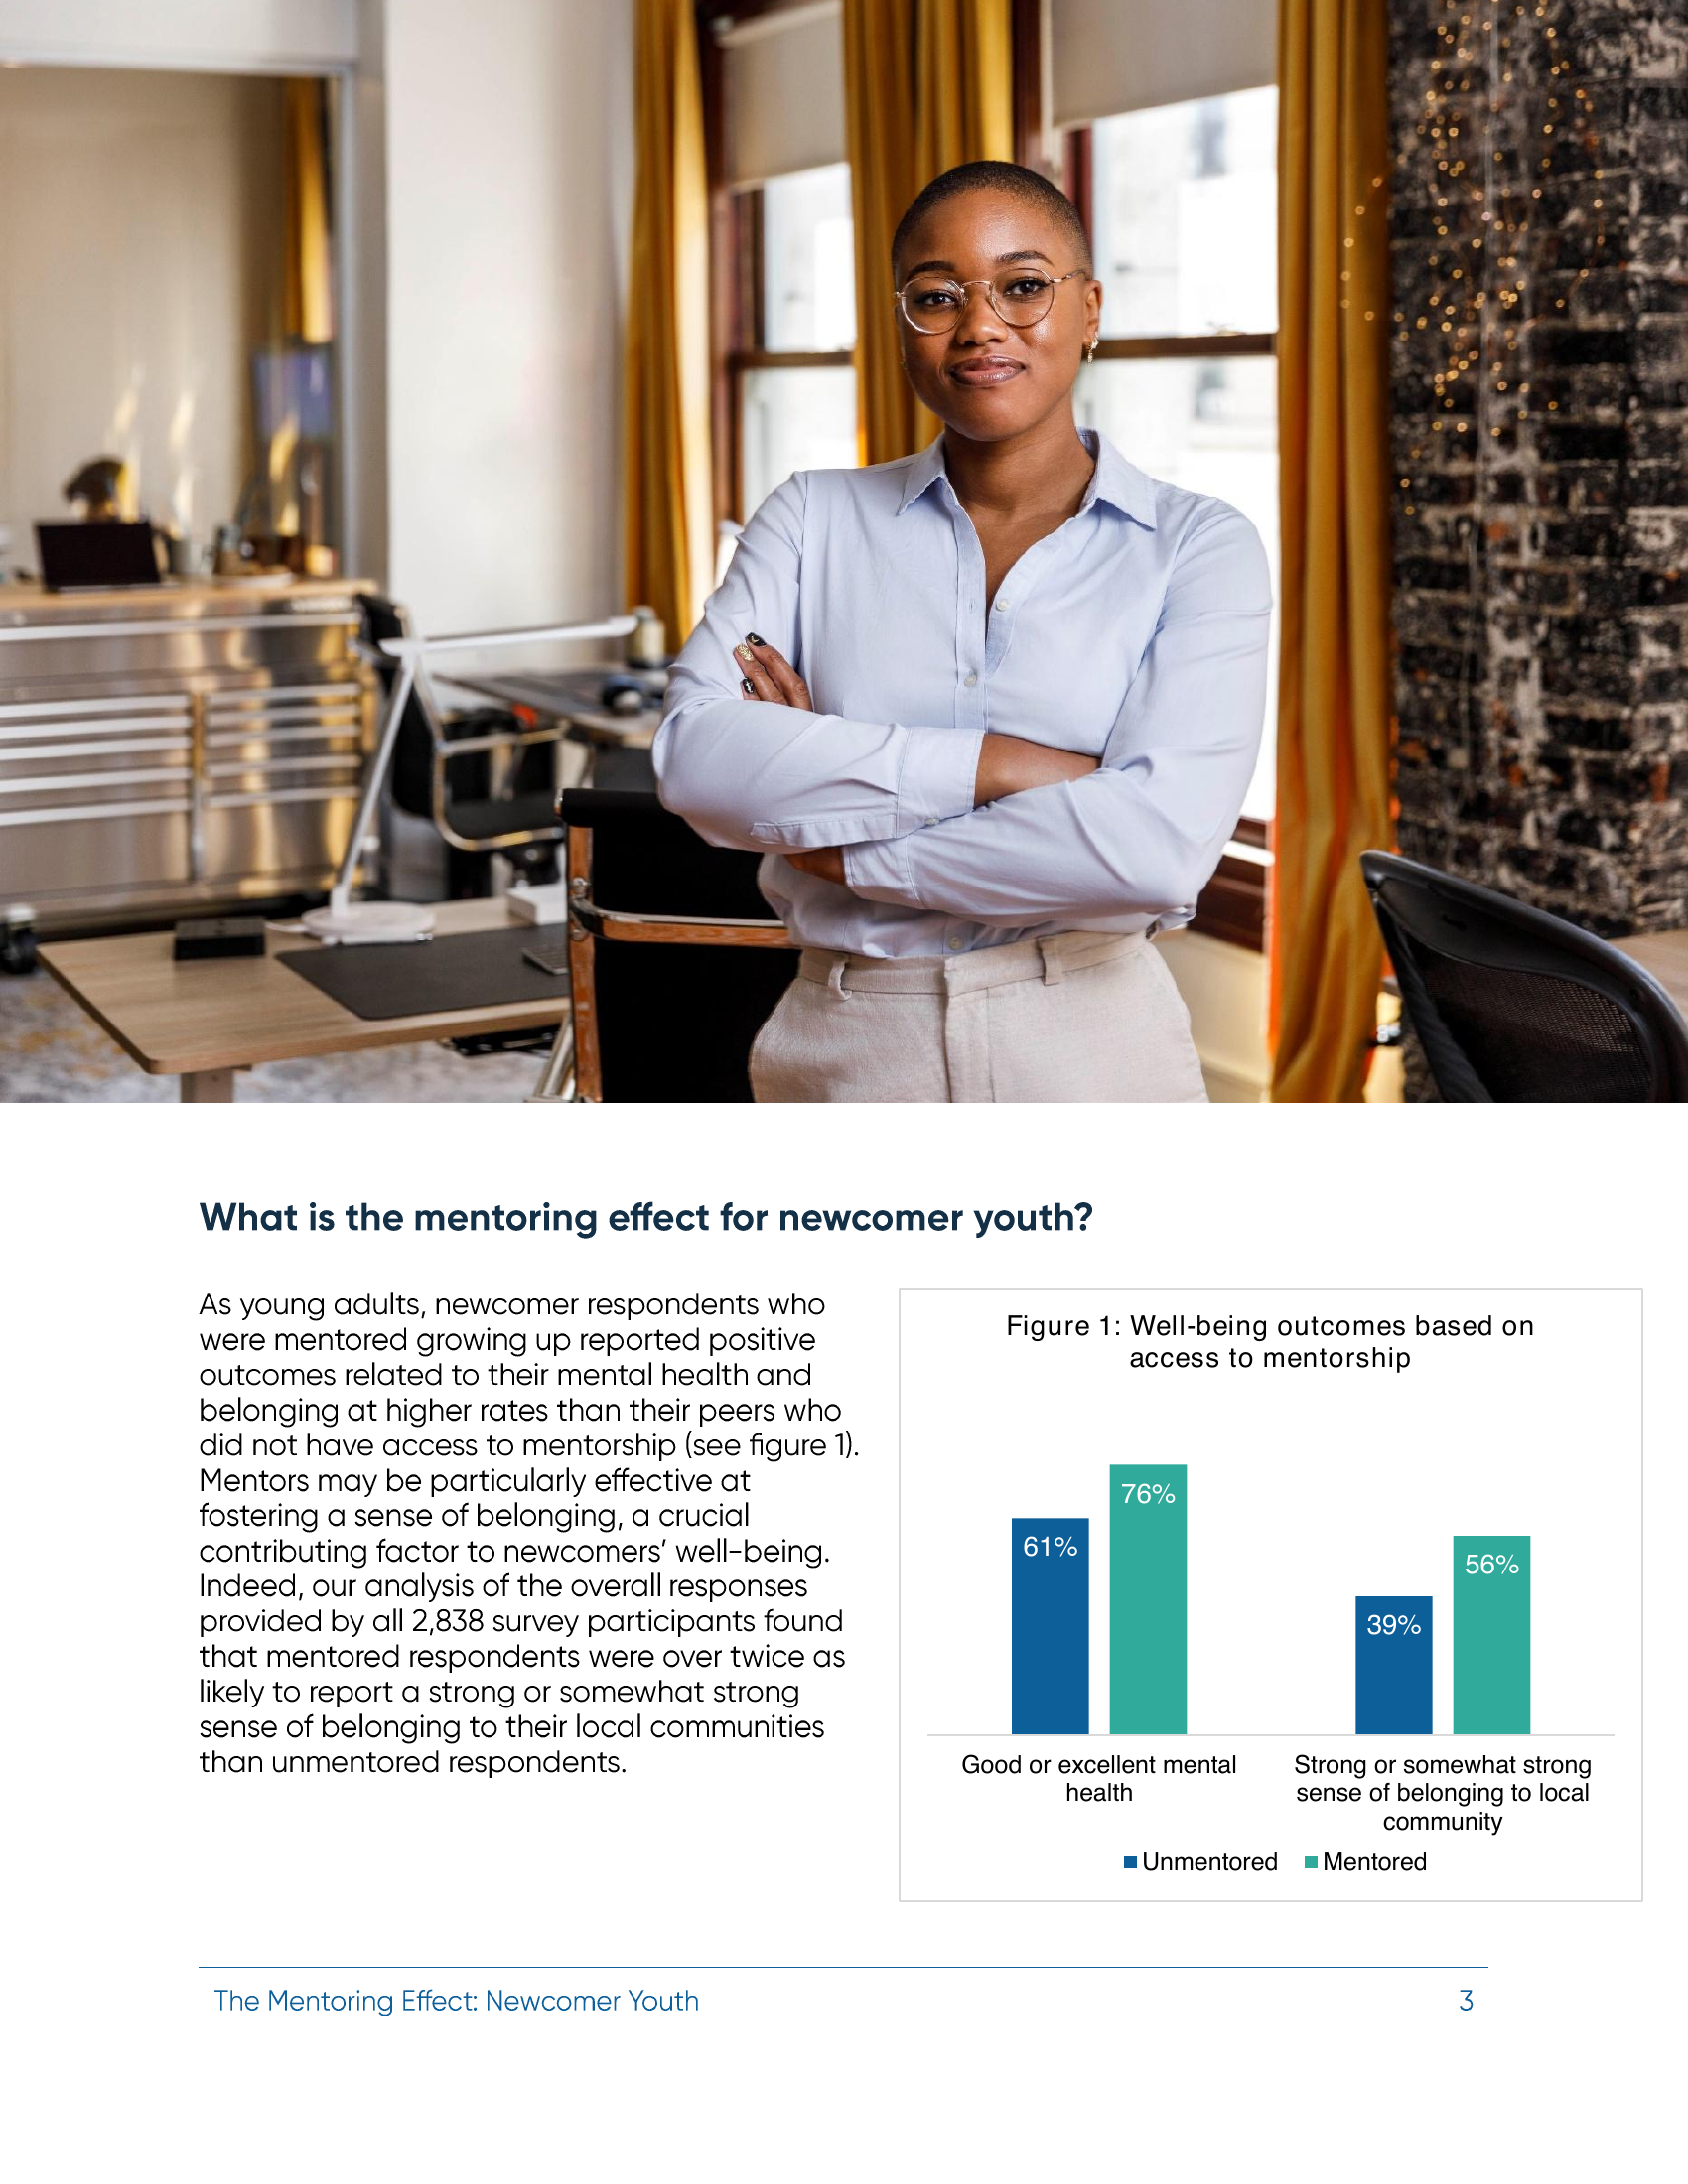 What is the mentoring effect for newcomer youth?
As young adults, newcomer respondents who
were mentored growing up reported positive
outcomes related to their mental health and
belonging at higher rates than their peers who
did not have access to mentorship (see figure 1).
Mentors may be particularly effective at
fostering a sense of belonging, a crucial
contributing factor to newcomers’ well-being.
Indeed, our analysis of the overall responses
provided by all 2,838 survey participants found
that mentored respondents were over twice as
likely to report a strong or somewhat strong
sense of belonging to their local communities
than unmentored respondents.
Figure 1: Well-being outcomes based on
access to mentorship
61%
76%
39%
56%
Good or excellent mental
health
Strong or somewhat strong
sense of belonging to local
community
Unmentored Mentored
The Mentoring Effect: Newcomer Youth 3